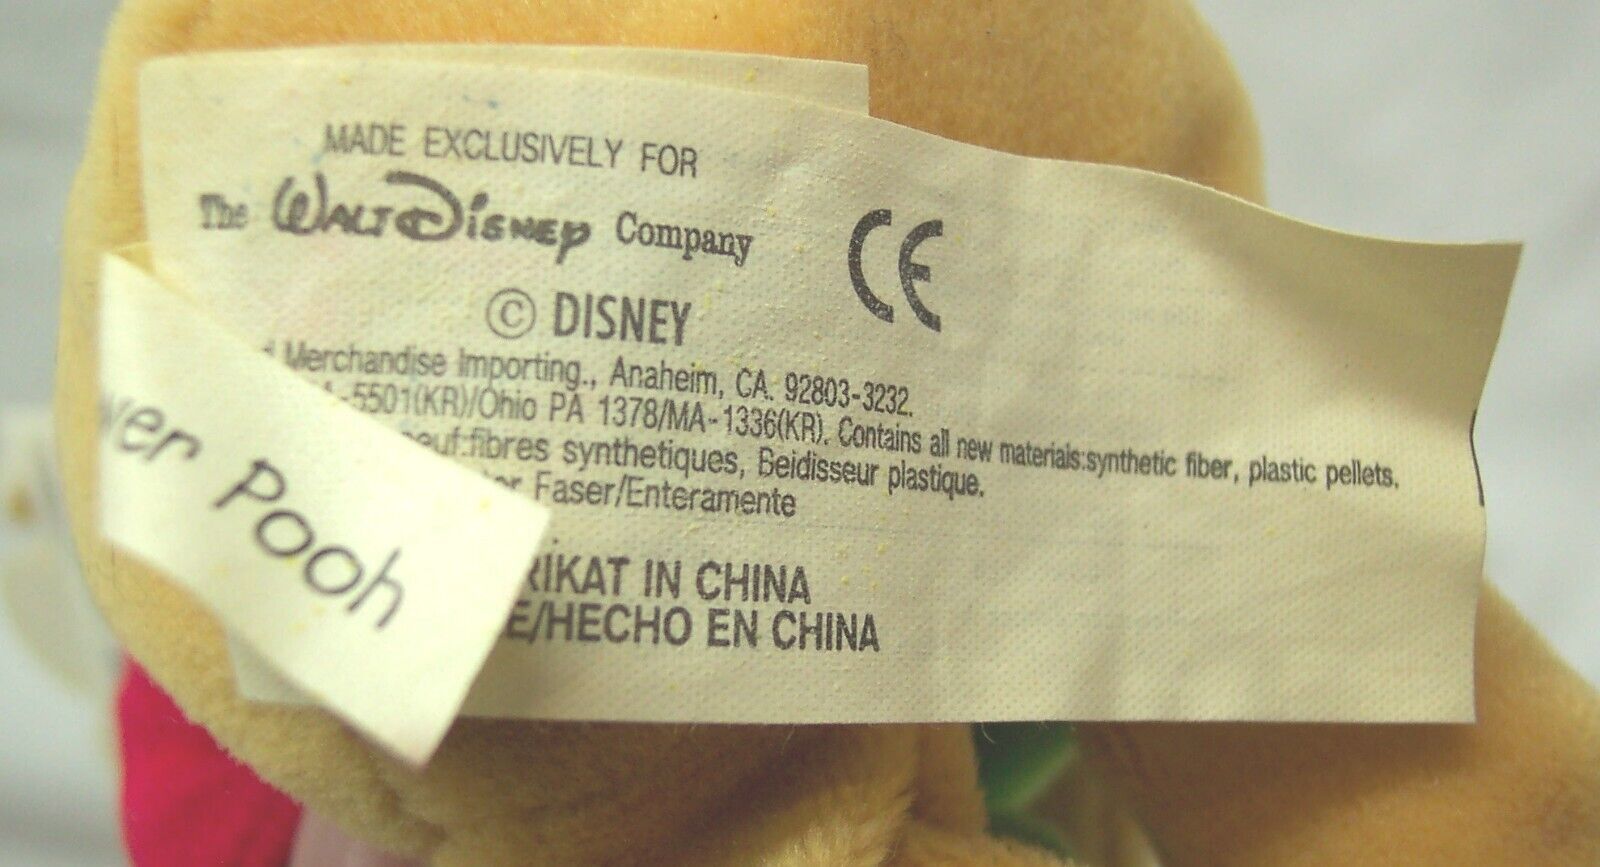 MADE EXCLUSIVELY FOR
The WALT DISNEY Company
CE
© DISNEY
Merchandise Importing., Anaheim, CA. 92803-3232.
-5501(KR)/Ohio PA 1378/MA-1336(KR). Contains all new materials:synthetic fiber, plastic pellets.
neuf:fibres synthetiques, Beidisseur plastique.
Faser/Enteramente
RIKAT IN CHINA
E/HECHO EN CHINA
wer Pooh